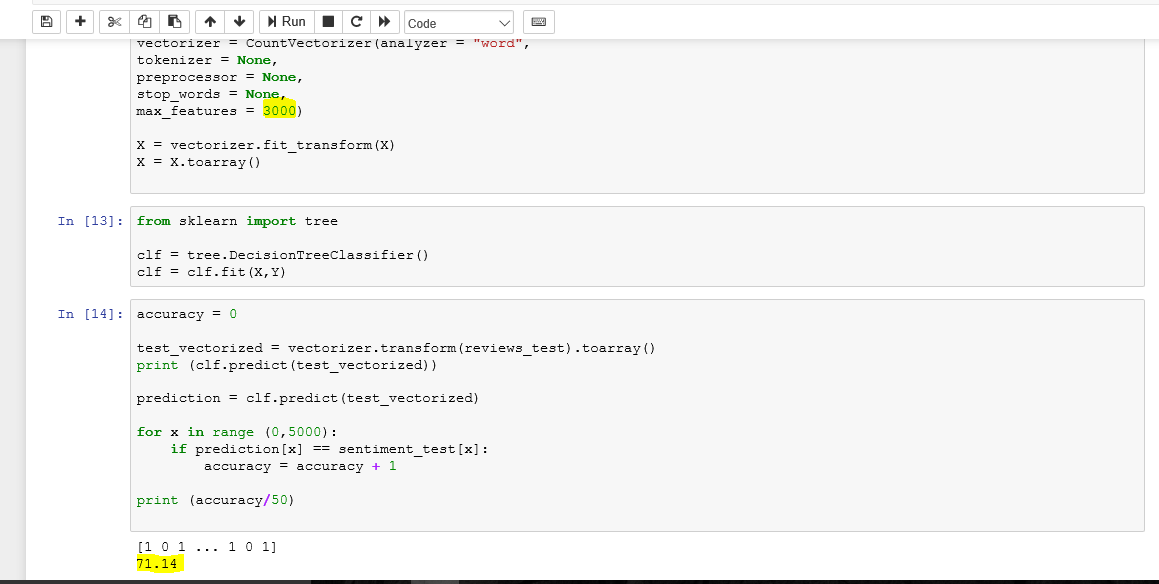 Run
Code
vectorizer = CountVectorizer(analyzer = "word",
tokenizer = None,
preprocessor = None,
stop_words = None,
max_features = 3000)
X = vectorizer.fit_transform(X)
X = X.toarray()
In [13]:
from sklearn import tree
clf = tree.DecisionTreeClassifier()
clf = clf.fit(X,Y)
In [14]:
accuracy = 0
test_vectorized = vectorizer.transform(reviews_test).toarray()
print (clf.predict(test_vectorized))
prediction = clf.predict(test_vectorized)
for x in range (0,5000):
    if prediction[x] == sentiment_test[x]:
        accuracy = accuracy + 1
print (accuracy/50)
[1 0 1 ... 1 0 1]
71.14